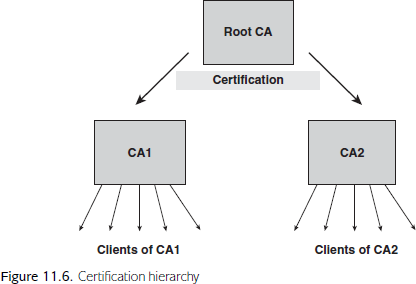 Root CA
Certification
CA1
CA2
Clients of CA1
Clients of CA2
Figure 11.6. Certification hierarchy